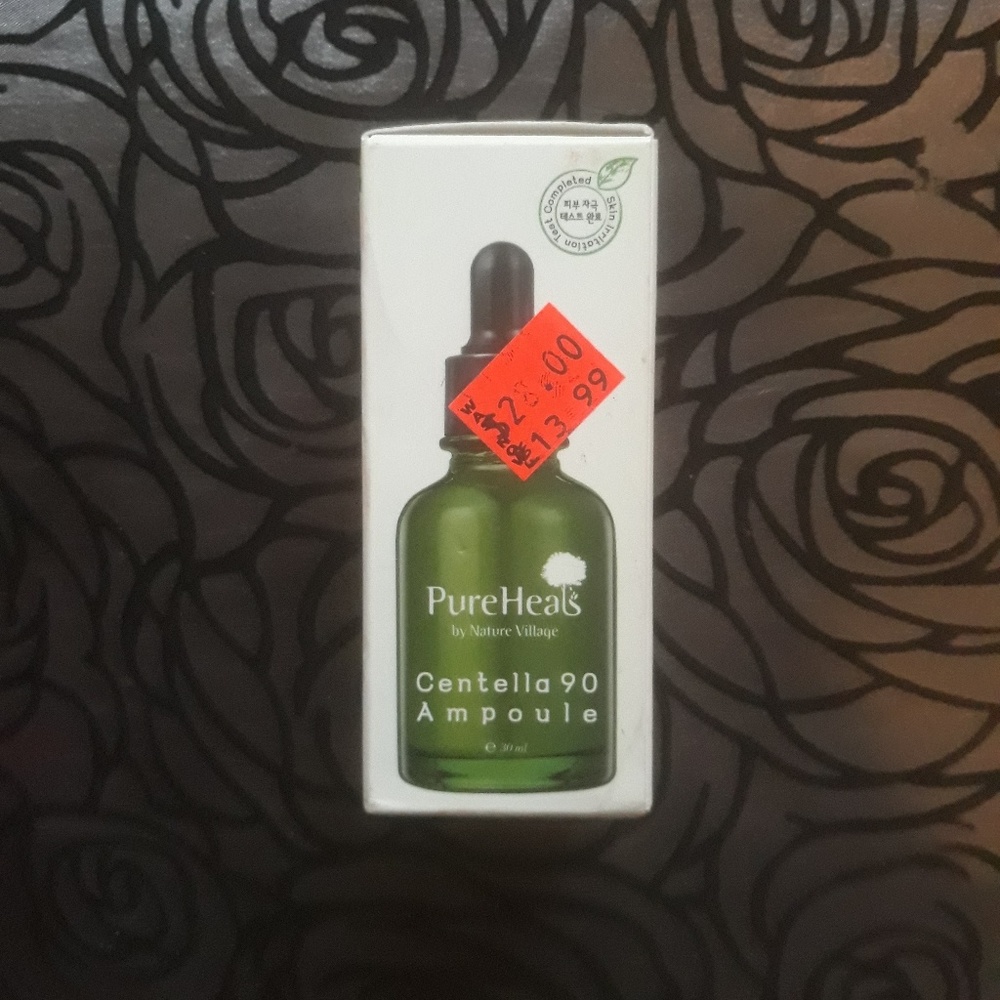 Skin Irritation Test Completed
피부 자극
테스트 완료
.00
13.99
PureHeals
by Nature Village
Centella 90
Ampoule
℮ 30 ml